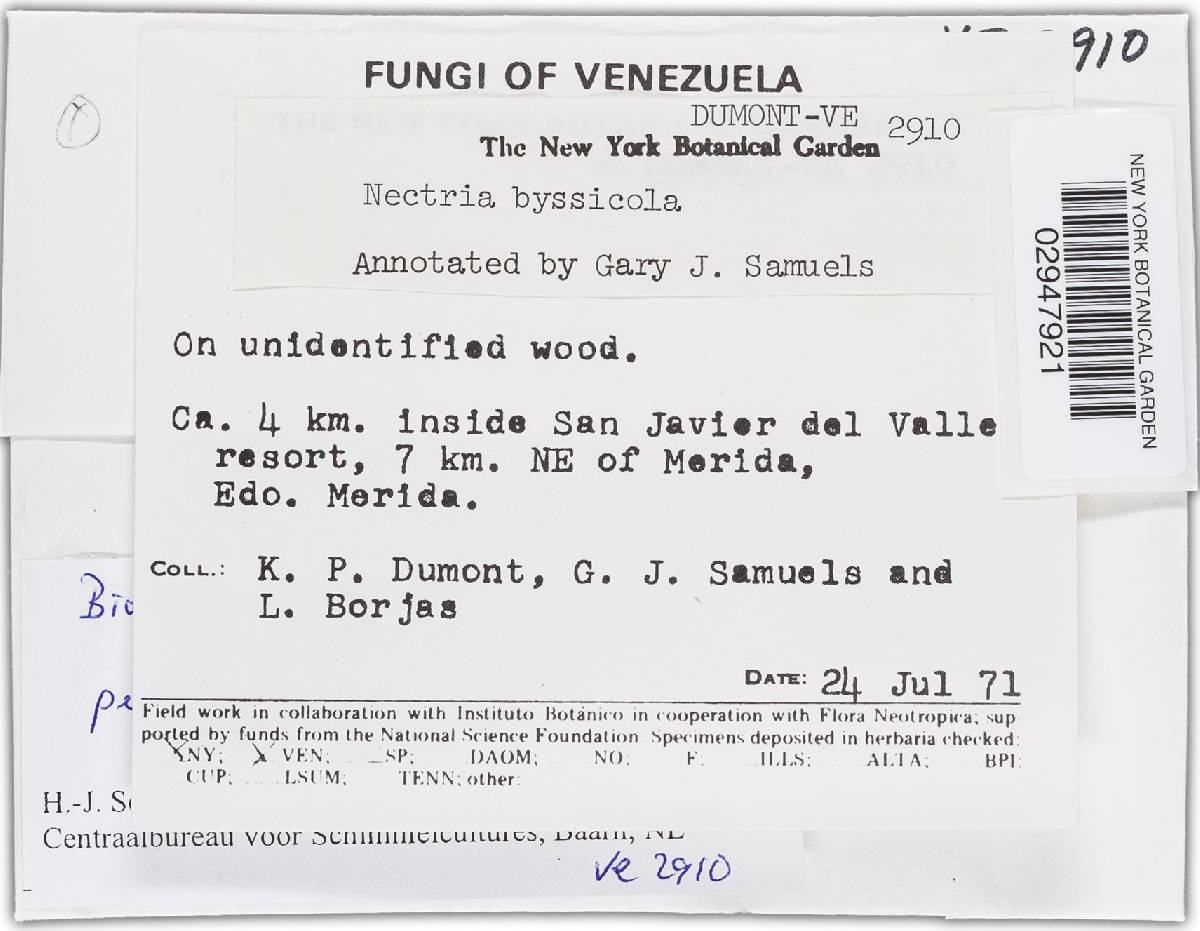 2910
FUNGI OF VENEZUELA
DUMONT-VE 2910
The New York Botanical Garden
Nectria byssicola
Annotated by Gary J. Samuels
NEW YORK BOTANICAL GARDEN
02947921
On unidentified wood.
Ca. 4 km. inside San Javier del Valle
resort, 7 km. NE of Merida,
Edo. Merida.
COLL.: K. P. Dumont, G. J. Samuels and
L. Borjas
DATE: 24 Jul 71
Field work in collaboration with Instituto Botánico in cooperation with Flora Neotropica; sup
ported by funds from the National Science Foundation. Specimens deposited in herbaria checked:
NY; VEN; SP; DAOM; NO; F; ILLS; ALTA; BPI:
CUP; LSUM; TENN; other:
H.-J.
Centraalbureau voor Schimmelcultures, Baarn, NL
Ve 2910